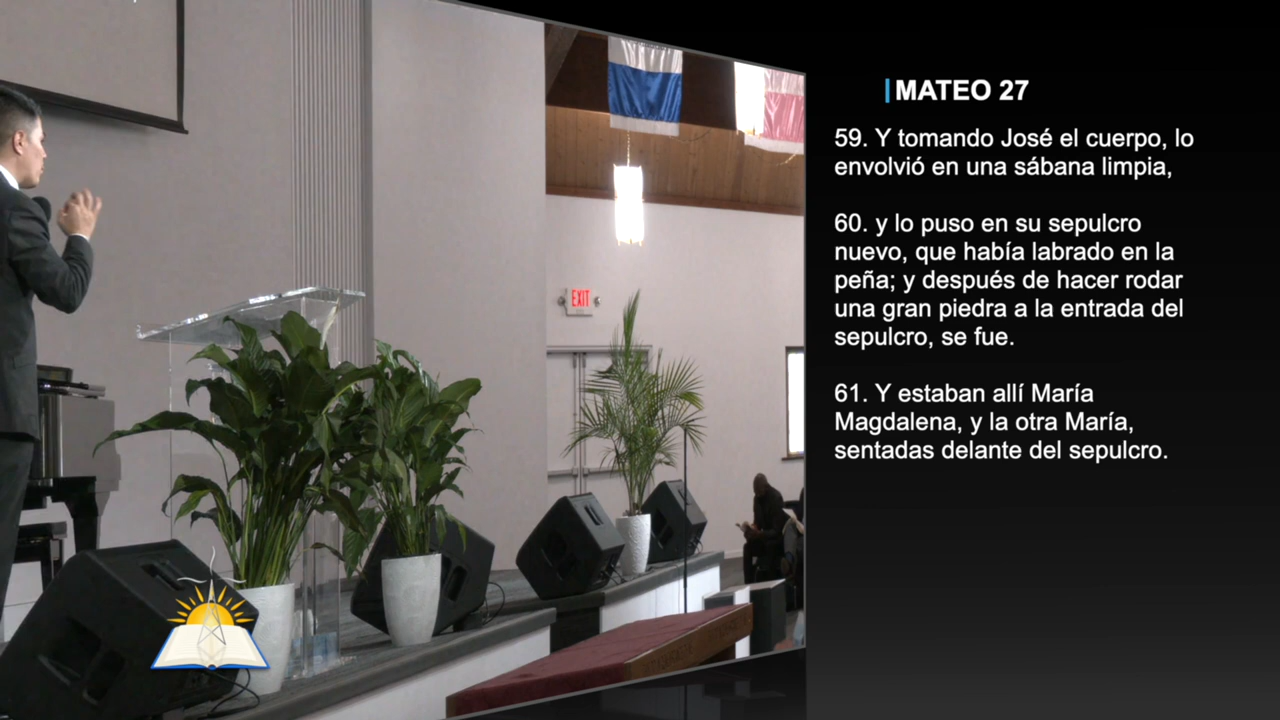 EXIT
MATEO 27
59. Y tomando José el cuerpo, lo
envolvió en una sábana limpia,
60. y lo puso en su sepulcro
nuevo, que había labrado en la
peña; y después de hacer rodar
una gran piedra a la entrada del
sepulcro, se fue.
61. Y estaban allí María
Magdalena, y la otra María,
sentadas delante del sepulcro.